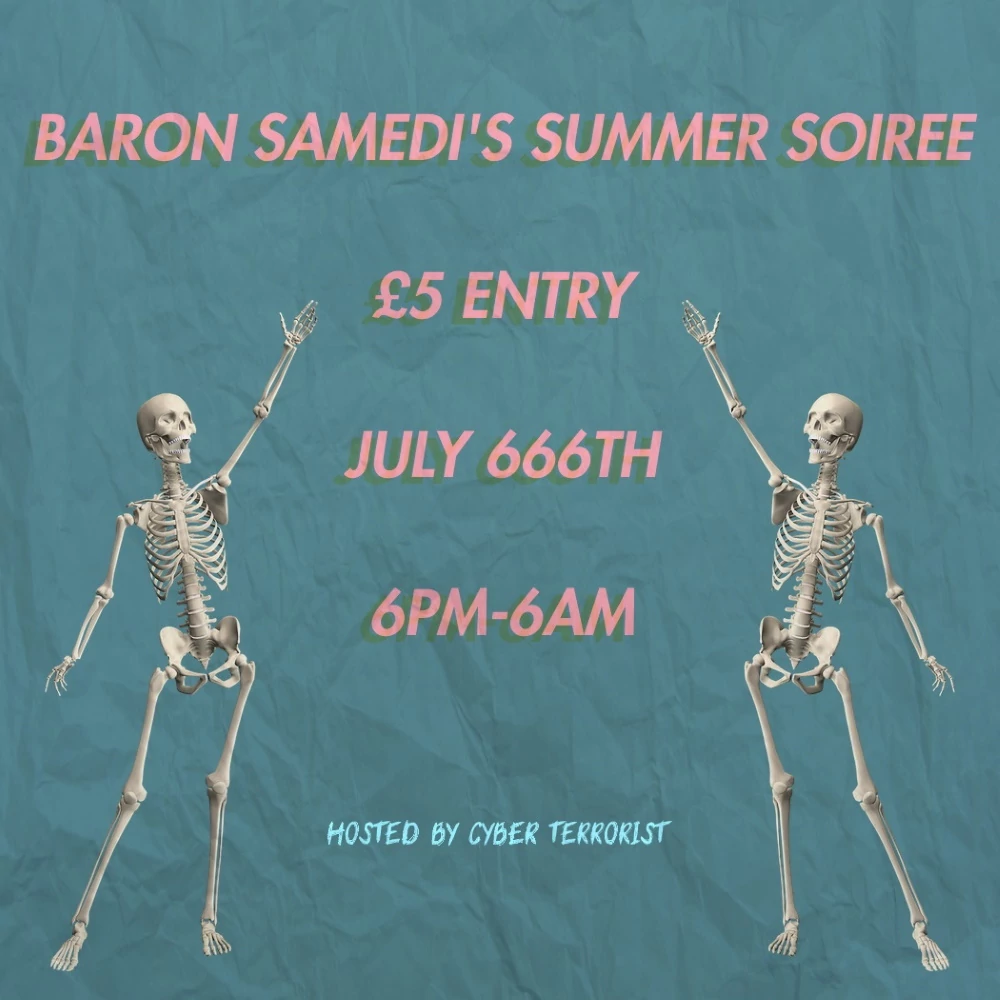 BARON SAMEDI'S SUMMER SOIREE
£5 ENTRY
JULY 666TH
6PM-6AM
HOSTED BY CYBER TERRORIST